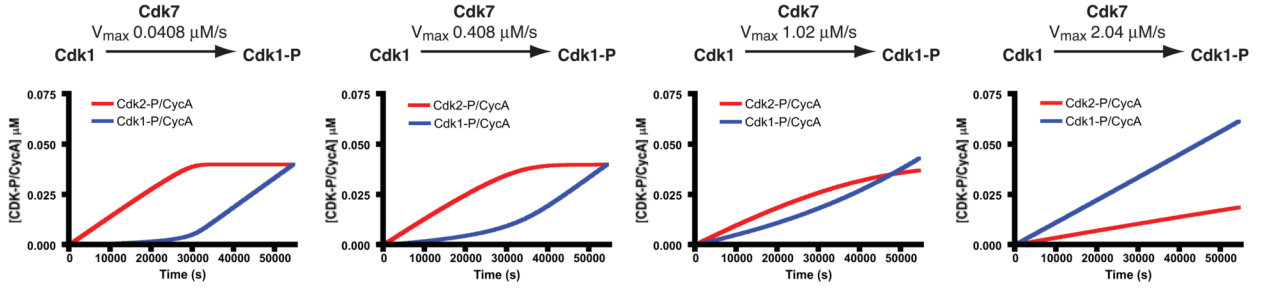 Cdk7
Vmax 0.0408 μM/s
Cdk1 Cdk1-P
0.075
0.050
0.025
0.000
[CDK-P/CycA] μM
Cdk2-P/CycA
Cdk1-P/CycA
0 10000 20000 30000 40000 50000
Time (s)
Cdk7
Vmax 0.408 μM/s
Cdk1 Cdk1-P
0.075
0.050
0.025
0.000
[CDK-P/CycA] μM
Cdk2-P/CycA
Cdk1-P/CycA
0 10000 20000 30000 40000 50000
Time (s)
Cdk7
Vmax 1.02 μM/s
Cdk1 Cdk1-P
0.075
0.050
0.025
0.000
[CDK-P/CycA] μM
Cdk2-P/CycA
Cdk1-P/CycA
0 10000 20000 30000 40000 50000
Time (s)
Cdk7
Vmax 2.04 μM/s
Cdk1 Cdk1-P
0.075
0.050
0.025
0.000
[CDK-P/CycA] μM
Cdk2-P/CycA
Cdk1-P/CycA
0 10000 20000 30000 40000 50000
Time (s)